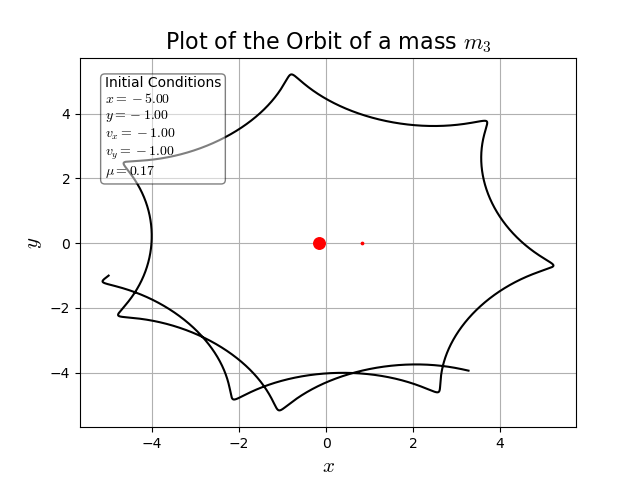 Plot of the Orbit of a mass m₃
Initial Conditions
x = −5.00
y = −1.00
vₓ = −1.00
v_y = −1.00
μ = 0.17
4
2
0
−2
−4
y
−4
−2
0
2
4
x